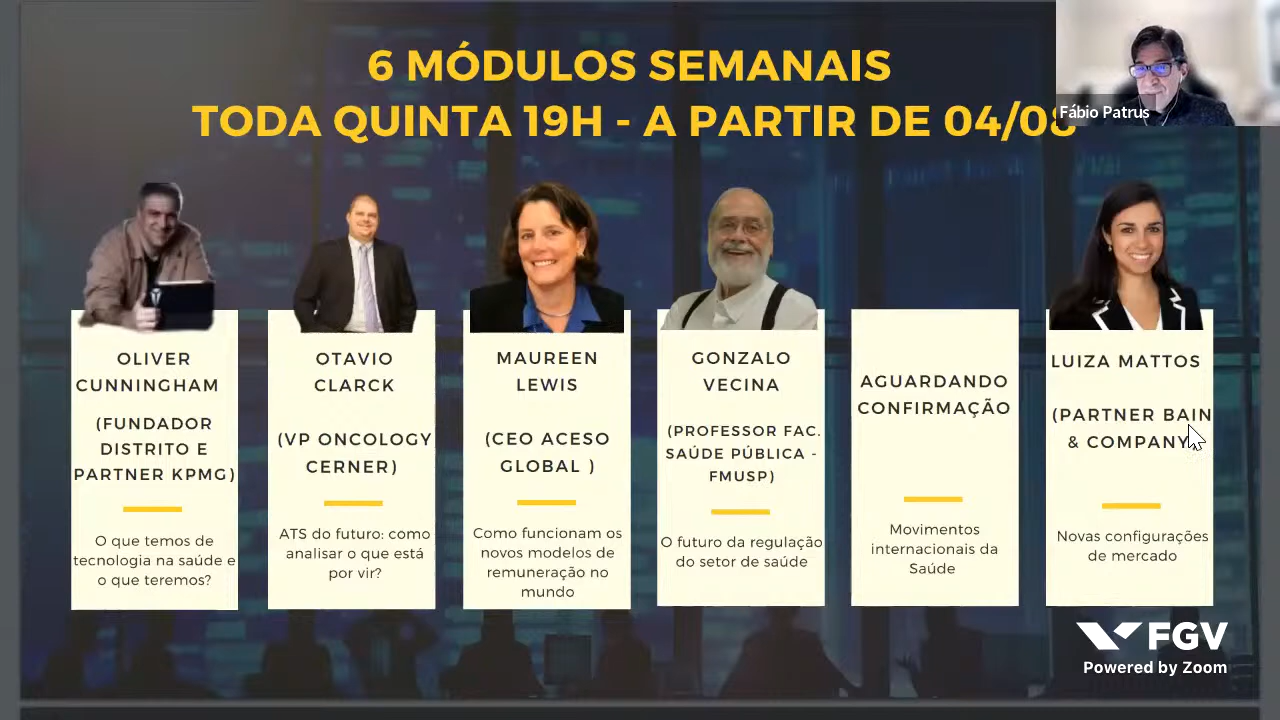 6 MÓDULOS SEMANAIS
TODA QUINTA 19H - A PARTIR DE 04/08
Fábio Patrus
OLIVER
CUNNINGHAM
(FUNDADOR
DISTRITO E
PARTNER KPMG)
O que temos de
tecnologia na saúde e
o que teremos?
OTAVIO
CLARCK
(VP ONCOLOGY
CERNER)
ATS do futuro: como
analisar o que está
por vir?
MAUREEN
LEWIS
(CEO ACESO
GLOBAL )
Como funcionam os
novos modelos de
remuneração no
mundo
GONZALO
VECINA
(PROFESSOR FAC.
SAÚDE PÚBLICA -
FMUSP)
O futuro da regulação
do setor de saúde
AGUARDANDO
CONFIRMAÇÃO
Movimentos
internacionais da
Saúde
LUIZA MATTOS
(PARTNER BAIN
& COMPANY)
Novas configurações
de mercado
FGV
Powered by Zoom